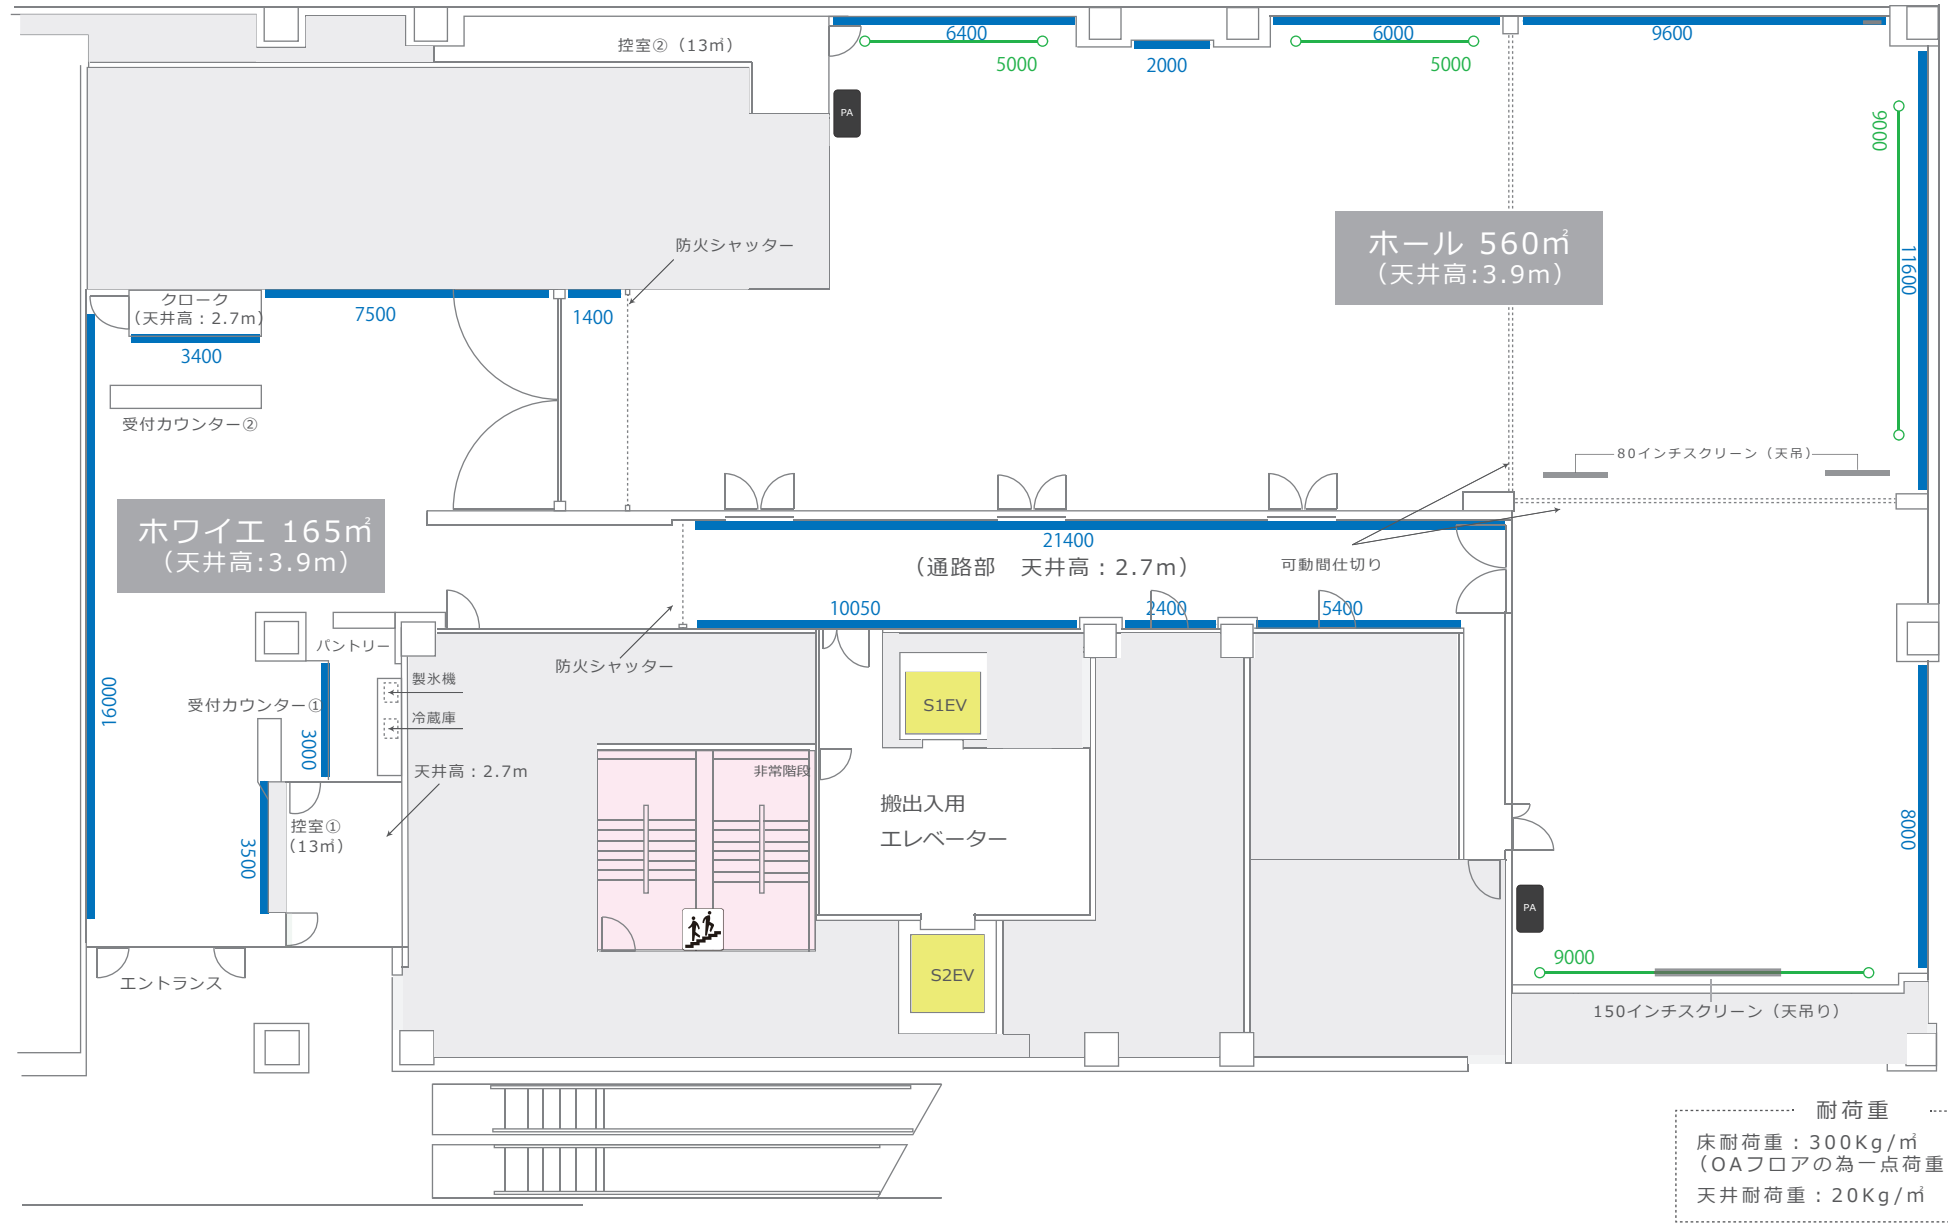 控室②（13㎡）
6400
5000
2000
6000
5000
9600
PA
9000
防火シャッター
ホール 560㎡
（天井高:3.9m）
11600
クローク
（天井高：2.7m）
7500
1400
3400
受付カウンター②
80インチスクリーン（天吊）
ホワイエ 165㎡
（天井高:3.9m）
21400
（通路部　天井高：2.7m）
可動間仕切り
10050
2400
5400
パントリー
防火シャッター
製氷機
16000
受付カウンター①
冷蔵庫
S1EV
3000
天井高：2.7m
非常階段
搬出入用
エレベーター
控室①
（13㎡）
3500
8000
PA
9000
エントランス
S2EV
150インチスクリーン（天吊り）
耐荷重
床耐荷重：300Kg/㎡
（OAフロアの為一点荷重
天井耐荷重：20Kg/㎡